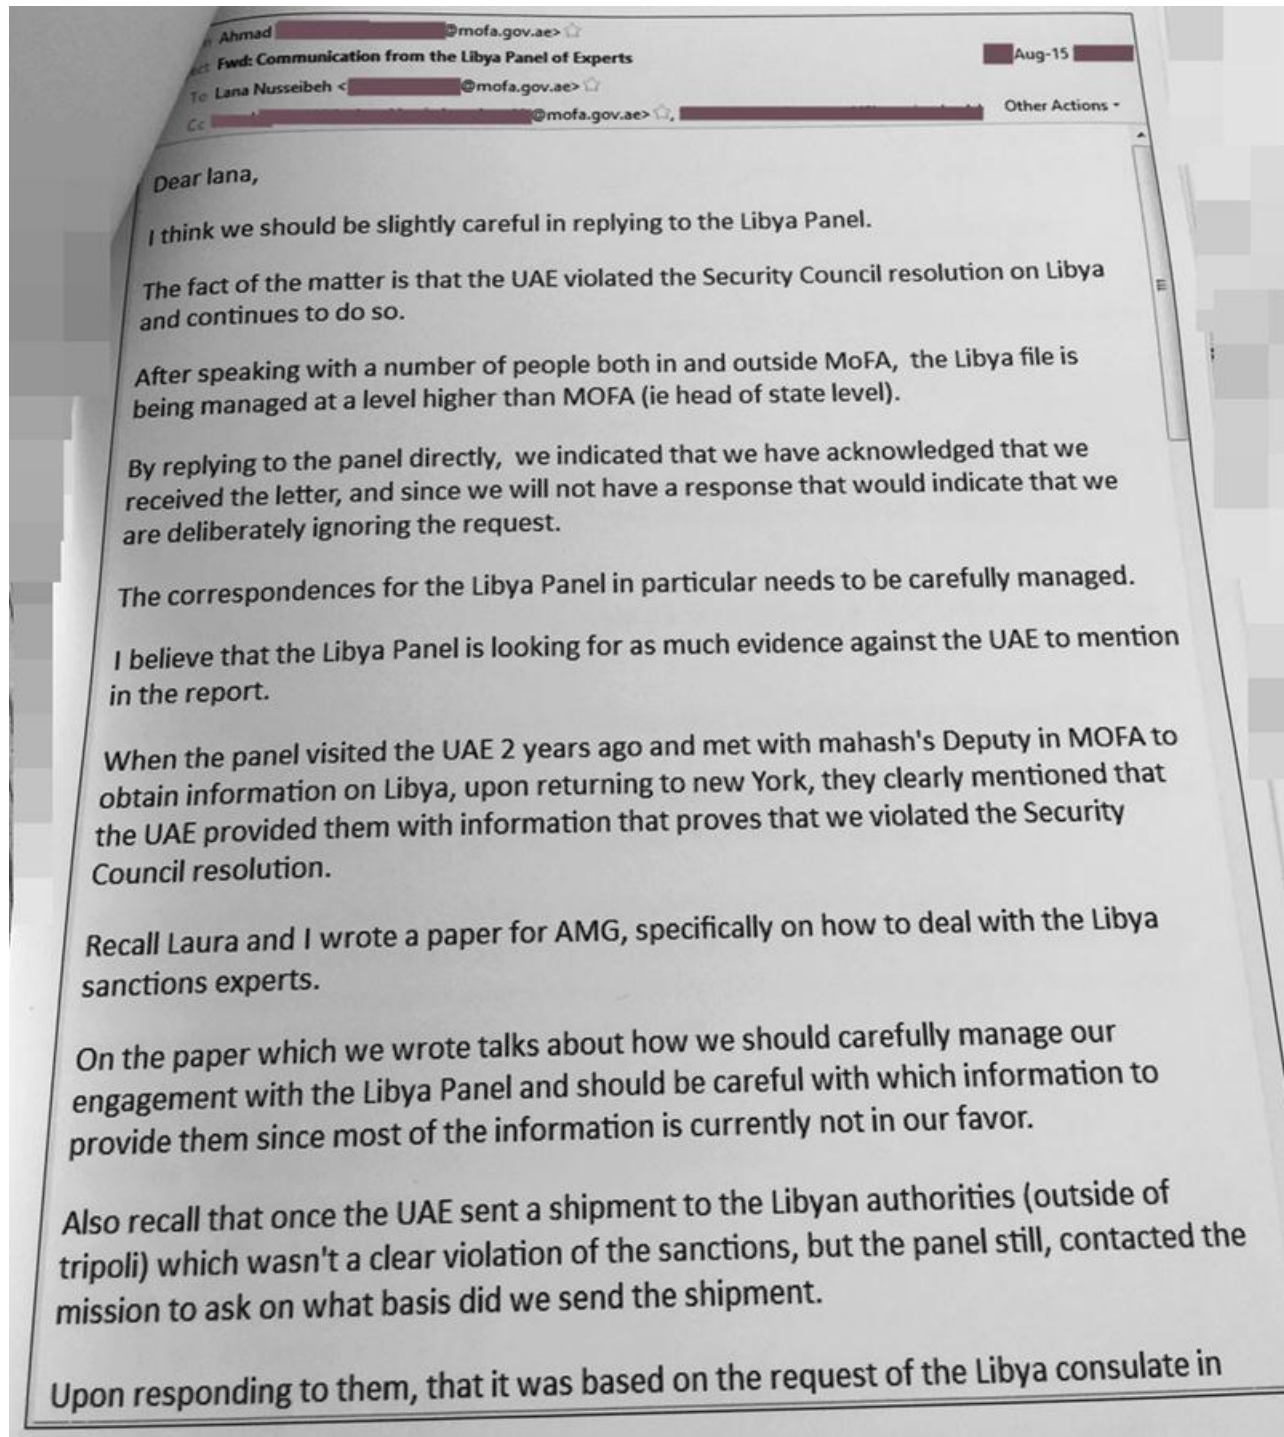 Ahmad @mofa.gov.ae>
Fwd: Communication from the Libya Panel of Experts
Aug-15
To Lana Nusseibeh < @mofa.gov.ae>
Cc @mofa.gov.ae>,
Other Actions
Dear lana,
I think we should be slightly careful in replying to the Libya Panel.
The fact of the matter is that the UAE violated the Security Council resolution on Libya
and continues to do so.
After speaking with a number of people both in and outside MoFA, the Libya file is
being managed at a level higher than MOFA (ie head of state level).
By replying to the panel directly, we indicated that we have acknowledged that we
received the letter, and since we will not have a response that would indicate that we
are deliberately ignoring the request.
The correspondences for the Libya Panel in particular needs to be carefully managed.
I believe that the Libya Panel is looking for as much evidence against the UAE to mention
in the report.
When the panel visited the UAE 2 years ago and met with mahash's Deputy in MOFA to
obtain information on Libya, upon returning to new York, they clearly mentioned that
the UAE provided them with information that proves that we violated the Security
Council resolution.
Recall Laura and I wrote a paper for AMG, specifically on how to deal with the Libya
sanctions experts.
On the paper which we wrote talks about how we should carefully manage our
engagement with the Libya Panel and should be careful with which information to
provide them since most of the information is currently not in our favor.
Also recall that once the UAE sent a shipment to the Libyan authorities (outside of
tripoli) which wasn't a clear violation of the sanctions, but the panel still, contacted the
mission to ask on what basis did we send the shipment.
Upon responding to them, that it was based on the request of the Libya consulate in